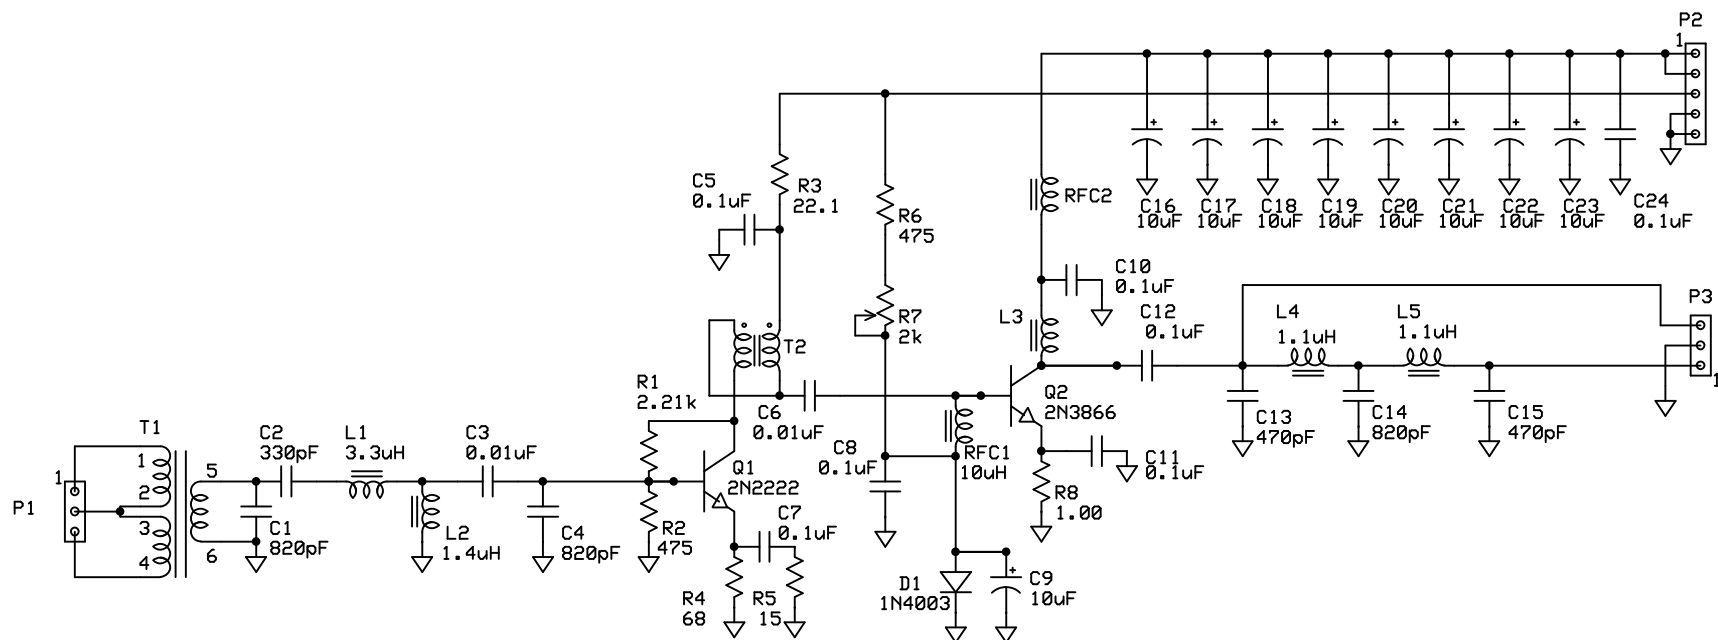 P2
1
C5
0.1uF
R3
22.1
R6
475
RFC2
C16
10uF
C17
10uF
C18
10uF
C19
10uF
C20
10uF
C21
10uF
C22
10uF
C23
10uF
C24
0.1uF
C10
0.1uF
L3
R7
2k
T2
C12
0.1uF
L4
1.1uH
L5
1.1uH
P3
1
R1
2.21k
C6
0.01uF
Q2
2N3866
C13
470pF
C14
820pF
C15
470pF
T1
1
2
3
4
5
6
P1
1
C2
330pF
L1
3.3uH
C3
0.01uF
C1
820pF
L2
1.4uH
C4
820pF
Q1
2N2222
R2
475
C7
0.1uF
C8
0.1uF
RFC1
10uH
C11
0.1uF
R8
1.00
R4
68
R5
15
D1
1N4003
C9
10uF
+
+
+
+
+
+
+
+
+